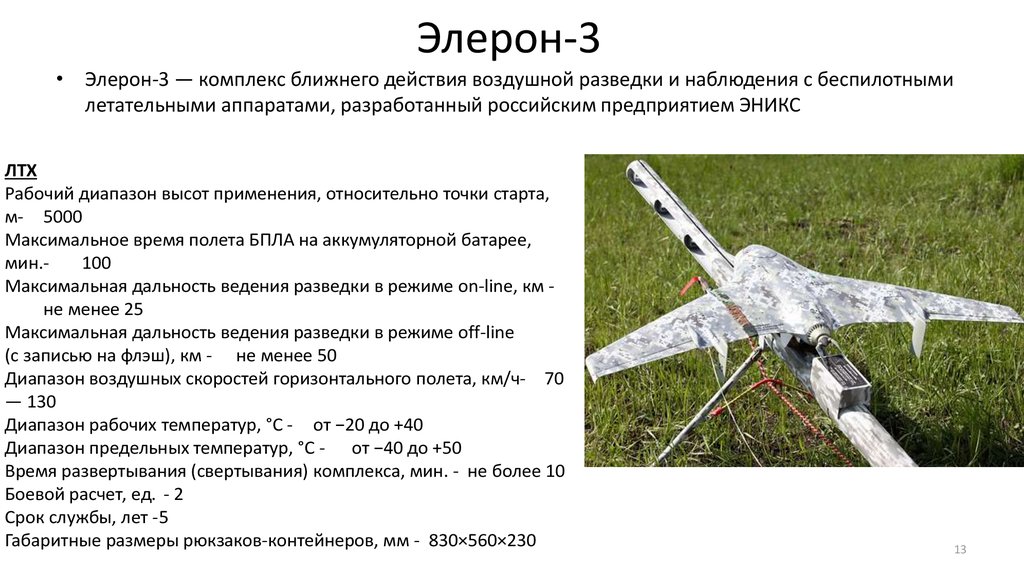 Элерон-3
• Элерон-3 — комплекс ближнего действия воздушной разведки и наблюдения с беспилотными
летательными аппаратами, разработанный российским предприятием ЭНИКС
ЛТХ
Рабочий диапазон высот применения, относительно точки старта,
м- 5000
Максимальное время полета БПЛА на аккумуляторной батарее,
мин.- 100
Максимальная дальность ведения разведки в режиме on-line, км -
не менее 25
Максимальная дальность ведения разведки в режиме off-line
(с записью на флэш), км - не менее 50
Диапазон воздушных скоростей горизонтального полета, км/ч- 70
— 130
Диапазон рабочих температур, °С - от −20 до +40
Диапазон предельных температур, °С - от −40 до +50
Время развертывания (свертывания) комплекса, мин. - не более 10
Боевой расчет, ед. - 2
Срок службы, лет -5
Габаритные размеры рюкзаков-контейнеров, мм - 830×560×230
13